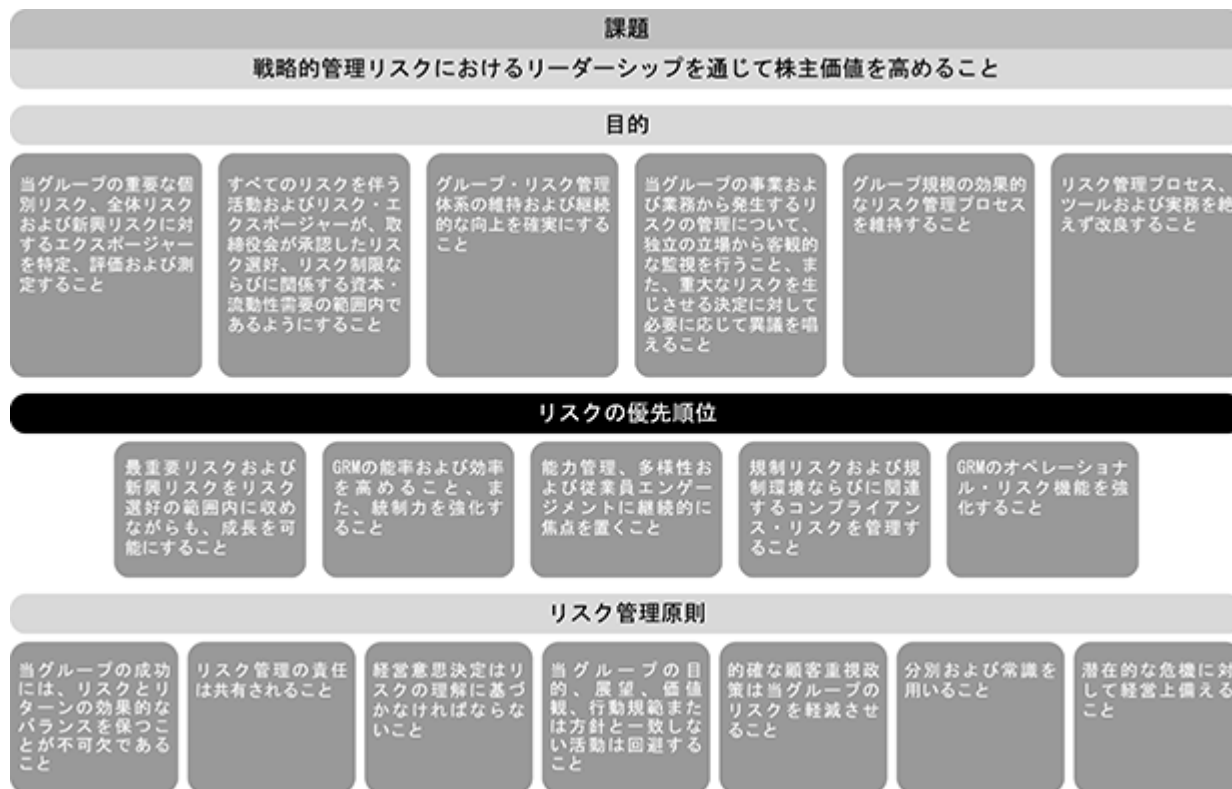 課題
戦略的管理リスクにおけるリーダーシップを通じて株主価値を高めること
目的
当グループの重要な個
別リスク、全体リスク
および新興リスクに対
するエクスポージャー
を特定、評価および測
定すること
すべてのリスクを伴う
活動およびリスク・エ
クスポージャーが、取
締役会が承認したリス
ク選好、リスク制限な
らびに関係する資本・
流動性需要の範囲内で
あるようにすること
グループ・リスク管理
体系の維持および継続
的な向上を確実にする
こと
当グループの事業およ
び業務から発生するリ
スクの管理について、
独立の立場から客観的
な監視を行うこと、ま
た、重大なリスクを生
じさせる決定に対して
必要に応じて異議を唱
えること
グループ規模の効果的
なリスク管理プロセス
を維持すること
リスク管理プロセス、
ツールおよび実務を絶
えず改良すること
リスクの優先順位
最重要リスクおよび
新興リスクをリスク
選好の範囲内に収め
ながらも、成長を可
能にすること
GRMの能率および効率
を高めること、ま
た、統制力を強化す
ること
能力管理、多様性お
よび従業員エンゲー
ジメントに継続的に
焦点を置くこと
規制リスクおよび規
制環境ならびに関連
するコンプライアン
ス・リスクを管理す
ること
GRMのオペレーショナ
ル・リスク機能を強
化すること
リスク管理原則
当グループの成功
には、リスクとリ
ターンの効果的な
バランスを保つこ
とが不可欠である
こと
リスク管理の責任
は共有されること
経営意思決定はリ
スクの理解に基づ
かなければならな
いこと
当グループの目
的、展望、価値
観、行動規範また
は方針と一致しな
い活動は回避する
こと
的確な顧客重視政
策は当グループの
リスクを軽減させ
ること
分別および常識を
用いること
潜在的な危機に対
して経営上備える
こと